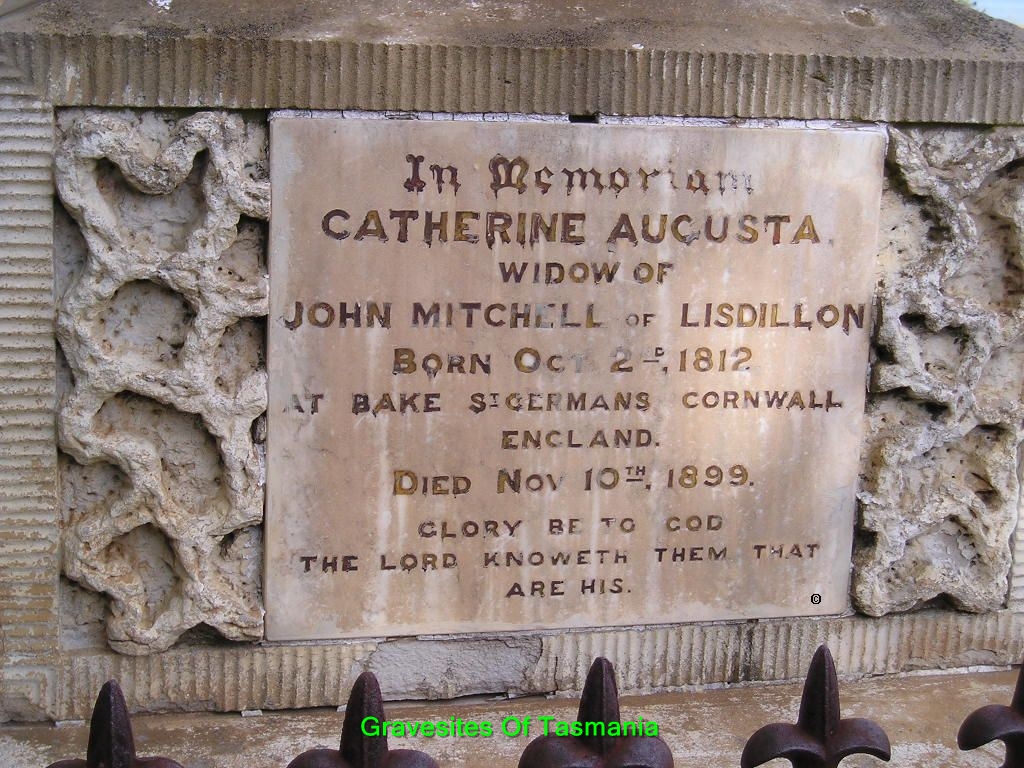 In Memoriam
CATHERINE AUGUSTA
WIDOW OF
JOHN MITCHELL OF LISDILLON
BORN OCT 2ND, 1812
AT BAKE ST GERMANS CORNWALL
ENGLAND.
DIED NOV 10TH, 1899.
GLORY BE TO GOD
THE LORD KNOWETH THEM THAT
ARE HIS.
©
Gravesites Of Tasmania